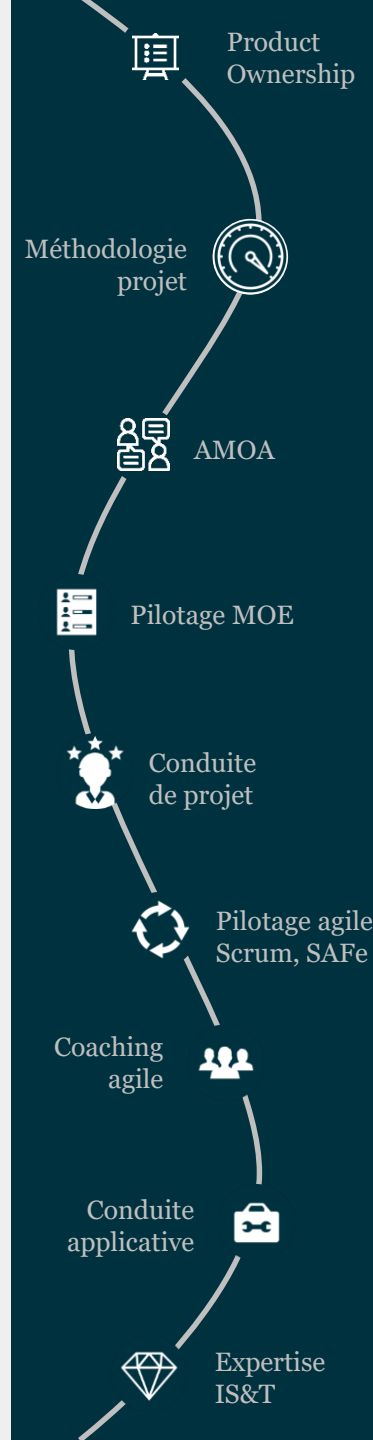 Product
Ownership
Méthodologie
projet
AMOA
Pilotage MOE
Conduite
de projet
Pilotage agile
Scrum, SAFe
Coaching
agile
Conduite
applicative
Expertise
IS&T